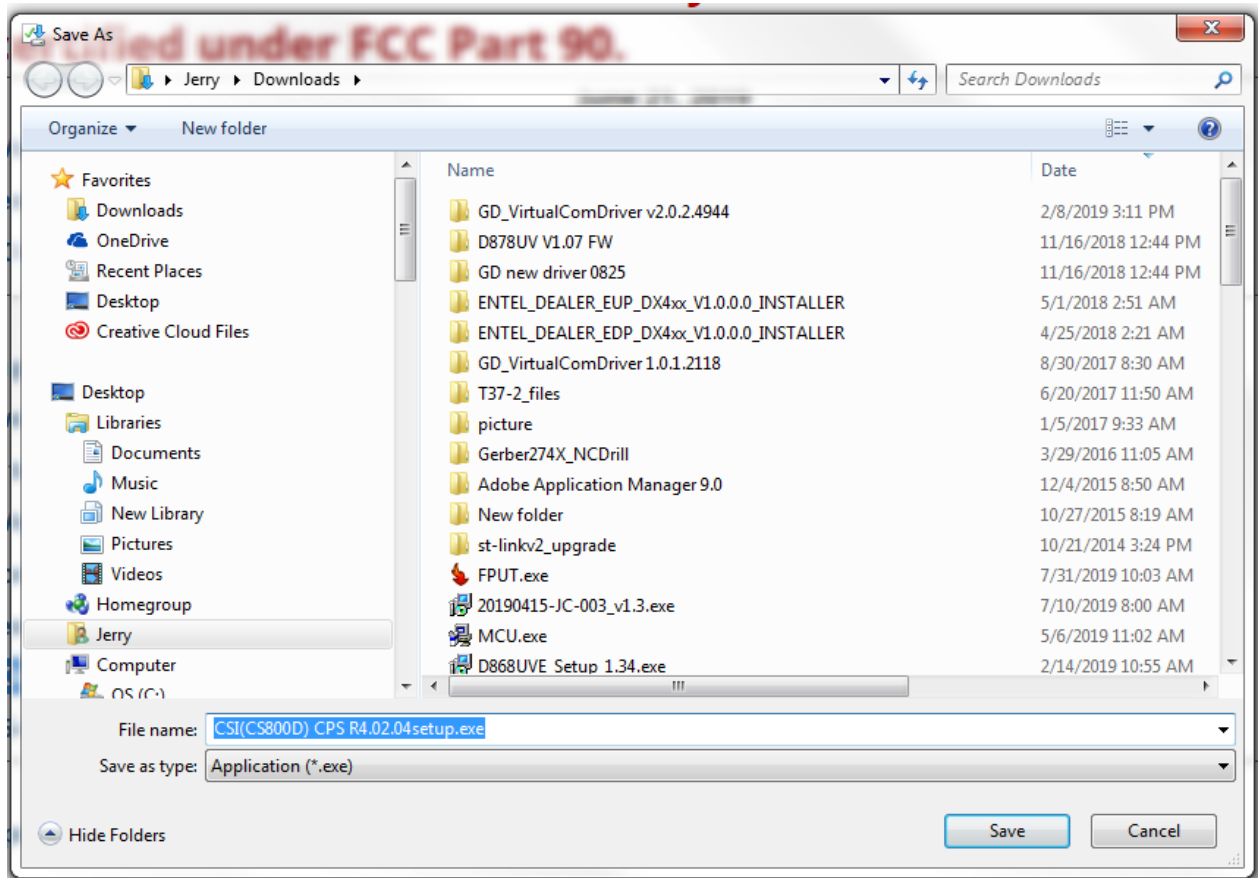 Save As
ertified under FCC Part 90.
June 21, 2019
Jerry Downloads
Search Downloads
Organize
New folder
Favorites
Downloads
OneDrive
Recent Places
Desktop
Creative Cloud Files
Desktop
Libraries
Documents
Music
New Library
Pictures
Videos
Homegroup
Jerry
Computer
OS (C:)
Name Date
GD_VirtualComDriver v2.0.2.4944 2/8/2019 3:11 PM
D878UV V1.07 FW 11/16/2018 12:44 PM
GD new driver 0825 11/16/2018 12:44 PM
ENTEL_DEALER_EUP_DX4xx_V1.0.0.0_INSTALLER 5/1/2018 2:51 AM
ENTEL_DEALER_EDP_DX4xx_V1.0.0.0_INSTALLER 4/25/2018 2:21 AM
GD_VirtualComDriver 1.0.1.2118 8/30/2017 8:30 AM
T37-2_files 6/20/2017 11:50 AM
picture 1/5/2017 9:33 AM
Gerber274X_NCDrill 3/29/2016 11:05 AM
Adobe Application Manager 9.0 12/4/2015 8:50 AM
New folder 10/27/2015 8:19 AM
st-linkv2_upgrade 10/21/2014 3:24 PM
FPUT.exe 7/31/2019 10:03 AM
20190415-JC-003_v1.3.exe 7/10/2019 8:00 AM
MCU.exe 5/6/2019 11:02 AM
D868UVE_Setup_1.34.exe 2/14/2019 10:55 AM
File name: CSI(CS800D) CPS R4.02.04setup.exe
Save as type: Application (*.exe)
Hide Folders
Save
Cancel